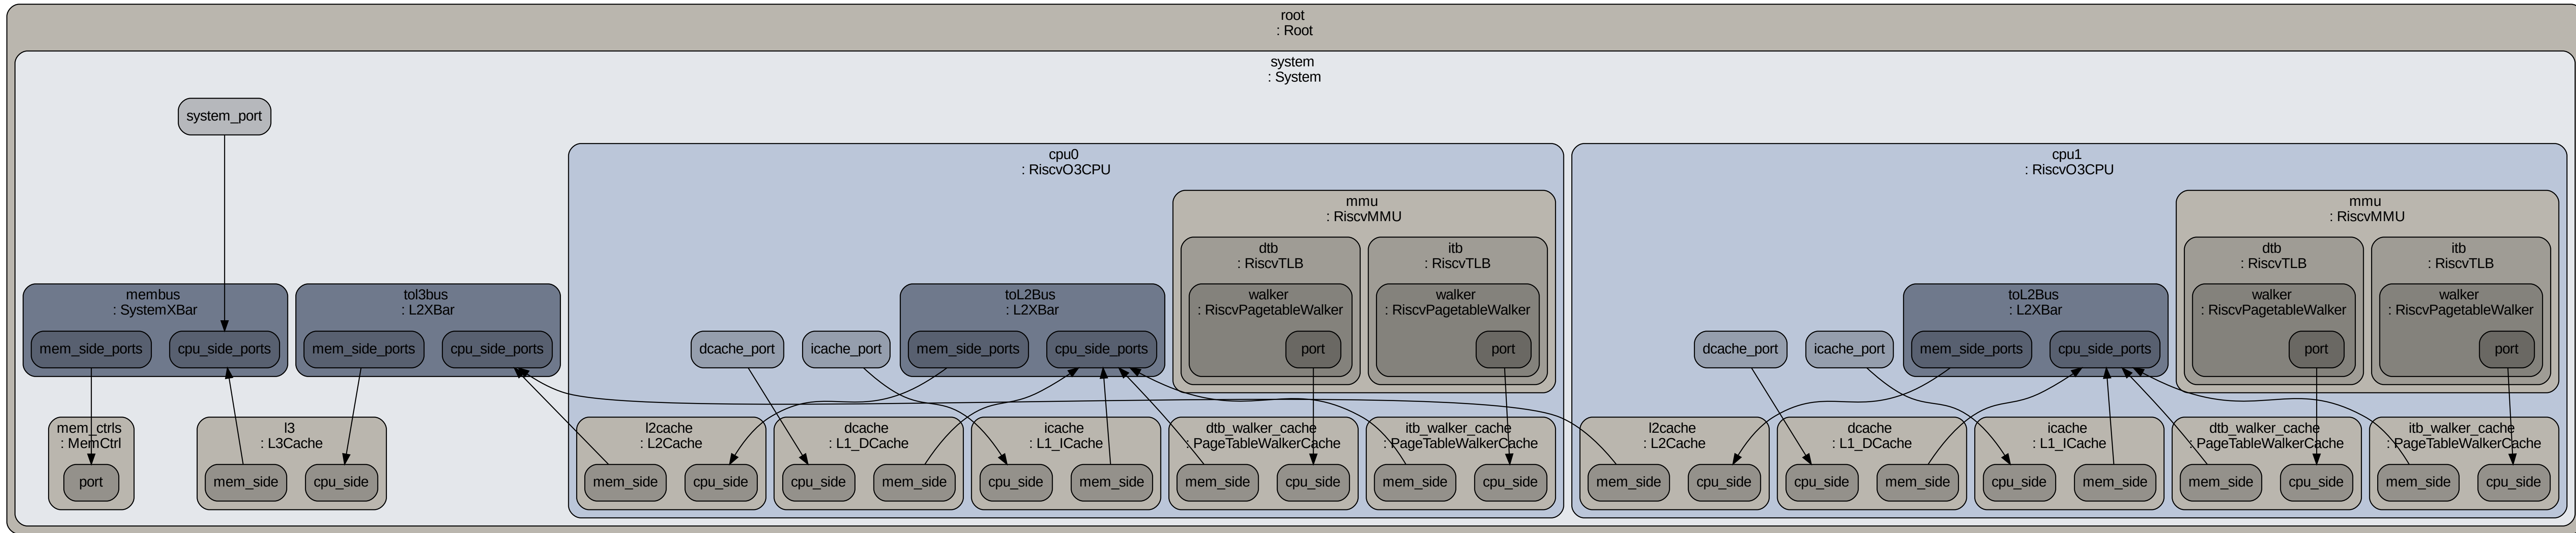 root
: Root
system
: System
system_port
membus
: SystemXBar
mem_side_ports
cpu_side_ports
tol3bus
: L2XBar
mem_side_ports
cpu_side_ports
mem_ctrls
: MemCtrl
port
l3
: L3Cache
mem_side
cpu_side
cpu0
: RiscvO3CPU
dcache_port
icache_port
toL2Bus
: L2XBar
mem_side_ports
cpu_side_ports
mmu
: RiscvMMU
dtb
: RiscvTLB
walker
: RiscvPagetableWalker
port
itb
: RiscvTLB
walker
: RiscvPagetableWalker
port
l2cache
: L2Cache
mem_side
cpu_side
dcache
: L1_DCache
cpu_side
mem_side
icache
: L1_ICache
cpu_side
mem_side
dtb_walker_cache
: PageTableWalkerCache
mem_side
cpu_side
itb_walker_cache
: PageTableWalkerCache
mem_side
cpu_side
cpu1
: RiscvO3CPU
dcache_port
icache_port
toL2Bus
: L2XBar
mem_side_ports
cpu_side_ports
mmu
: RiscvMMU
dtb
: RiscvTLB
walker
: RiscvPagetableWalker
port
itb
: RiscvTLB
walker
: RiscvPagetableWalker
port
l2cache
: L2Cache
mem_side
cpu_side
dcache
: L1_DCache
cpu_side
mem_side
icache
: L1_ICache
cpu_side
mem_side
dtb_walker_cache
: PageTableWalkerCache
mem_side
cpu_side
itb_walker_cache
: PageTableWalkerCache
mem_side
cpu_side